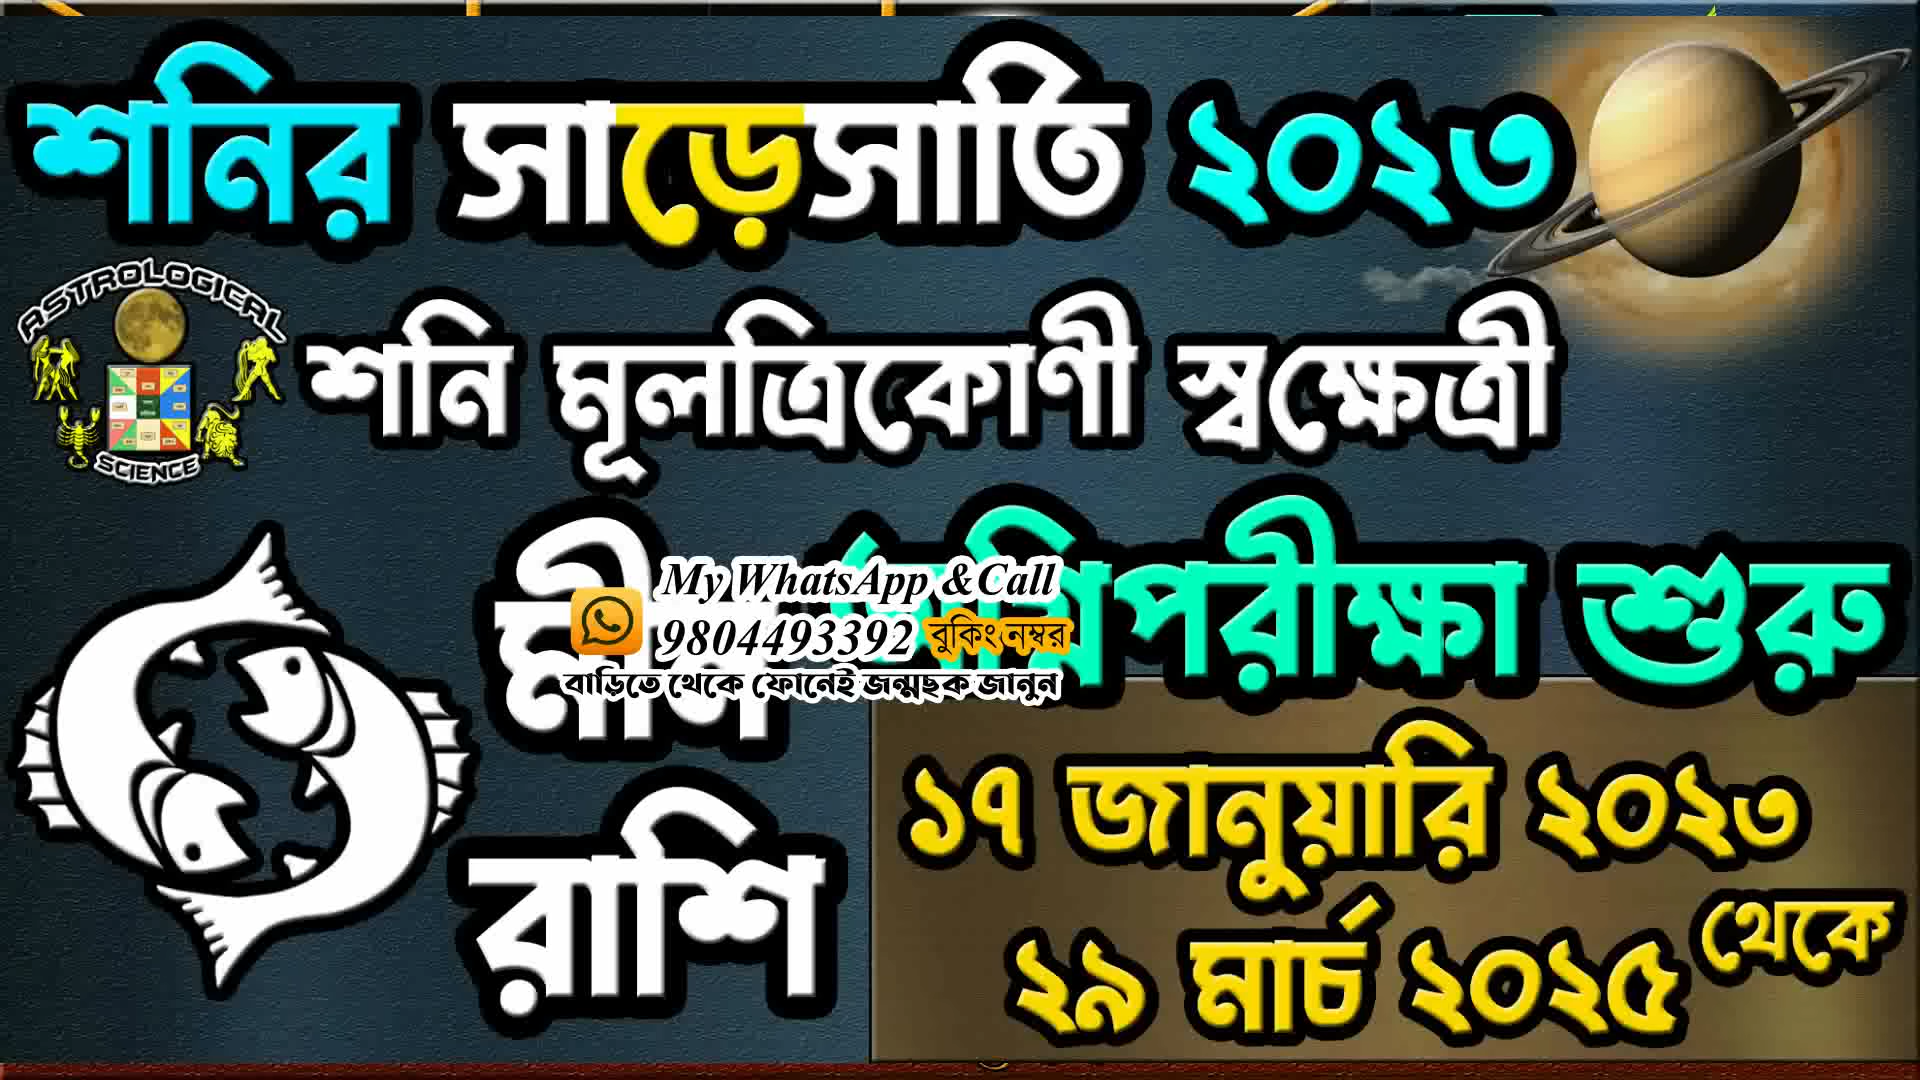 শনির সাড়েসাতি ২০২৩
ASTROLOGICAL
SCIENCE
শনি মূলত্রিকোণী স্বক্ষেত্রী
মীন অগ্নিপরীক্ষা শুরু
My WhatsApp & Call
9804493392 বুকিং নম্বর
বাড়িতে থেকে ফোনেই জন্মছক জানুন
রাশি
১৭ জানুয়ারি ২০২৩
থেকে
২৯ মার্চ ২০২৫